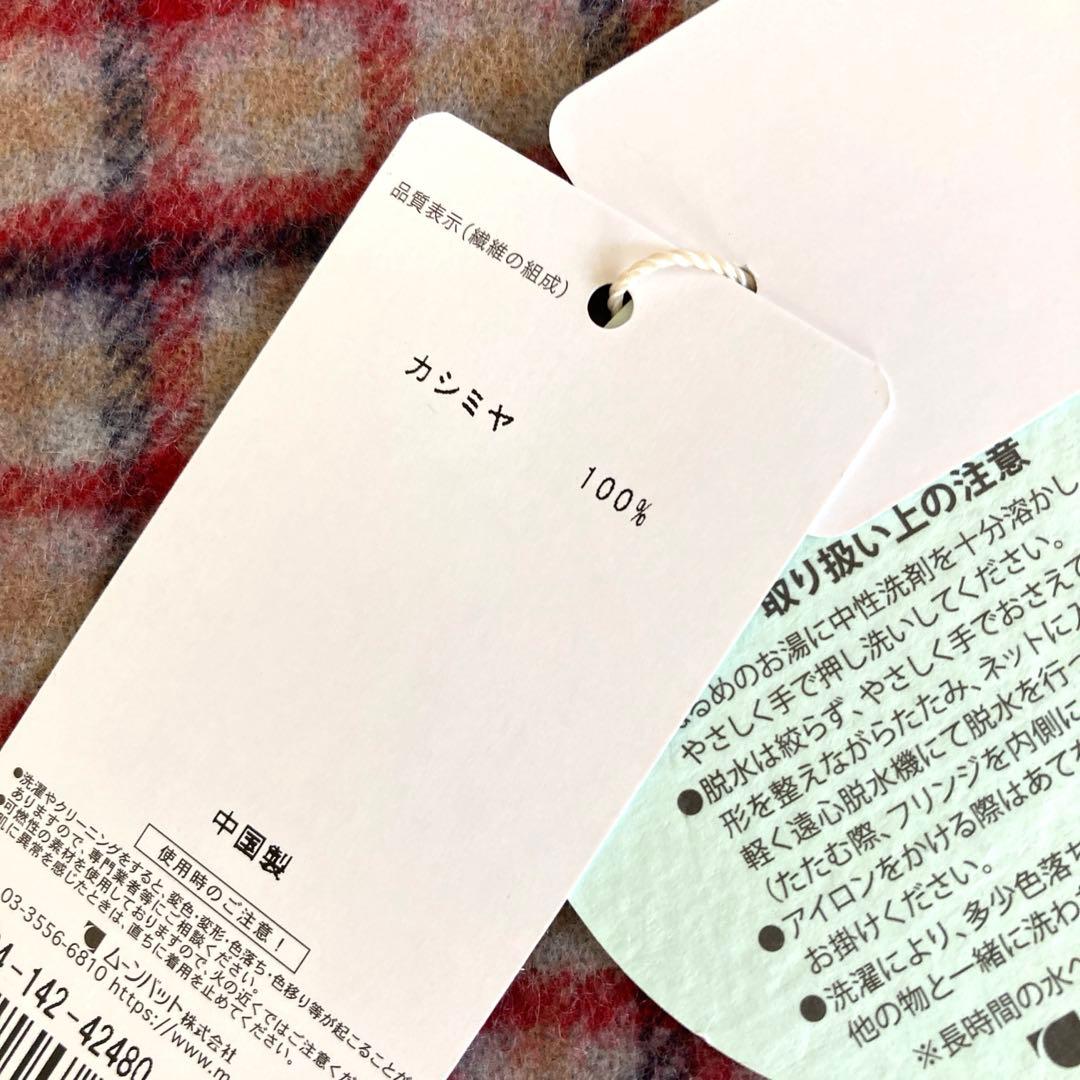 品質表示(繊維の組成)
カシミヤ
100%
中国製
使用時のご注意!
●洗濯やクリーニングをすると、変色・変形・色落ち・色移り等が起こることが
ありますので、専門業者等にご相談ください。
●可燃性の素材を使用しておりますので、火の近くではご注意くだ
肌に異常を感じたときは、直ちに着用を止めてください。
ムーンバット株式会社
03-3556-6810 https://www.m
4-142-42480
取り扱い上の注意
るめのお湯に中性洗剤を十分溶かし
やさしく手で押し洗いしてください。
●脱水は絞らず、やさしく手でおさえて
形を整えながらたたみ、ネットに入
軽く遠心脱水機にて脱水を行っ
(たたむ際、フリンジを内側に
●アイロンをかける際はあて
お掛けください。
●洗濯により、多少色落ち
他の物と一緒に洗わ
※長時間の水へ